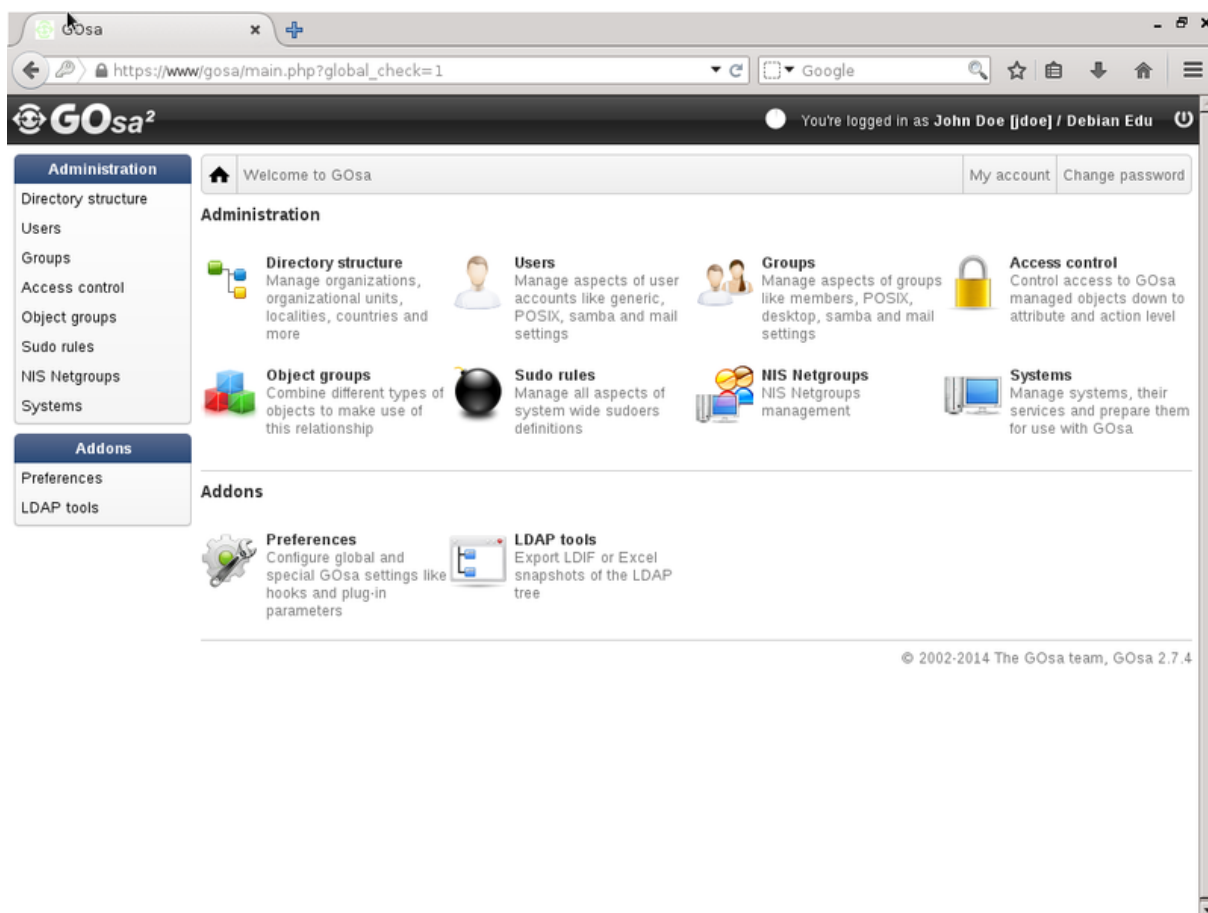 GOsa
https://www/gosa/main.php?global_check=1
Google
GOsa²
You're logged in as John Doe [jdoe] / Debian Edu
Administration
Directory structure
Users
Groups
Access control
Object groups
Sudo rules
NIS Netgroups
Systems
Addons
Preferences
LDAP tools
Welcome to GOsa
My account
Change password
Administration
Directory structure
Manage organizations,
organizational units,
localities, countries and
more
Users
Manage aspects of user
accounts like generic,
POSIX, samba and mail
settings
Groups
Manage aspects of groups
like members, POSIX,
desktop, samba and mail
settings
Access control
Control access to GOsa
managed objects down to
attribute and action level
Object groups
Combine different types of
objects to make use of
this relationship
Sudo rules
Manage all aspects of
system wide sudoers
definitions
NIS Netgroups
NIS Netgroups
management
Systems
Manage systems, their
services and prepare them
for use with GOsa
Addons
Preferences
Configure global and
special GOsa settings like
hooks and plug-in
parameters
LDAP tools
Export LDIF or Excel
snapshots of the LDAP
tree
© 2002-2014 The GOsa team, GOsa 2.7.4